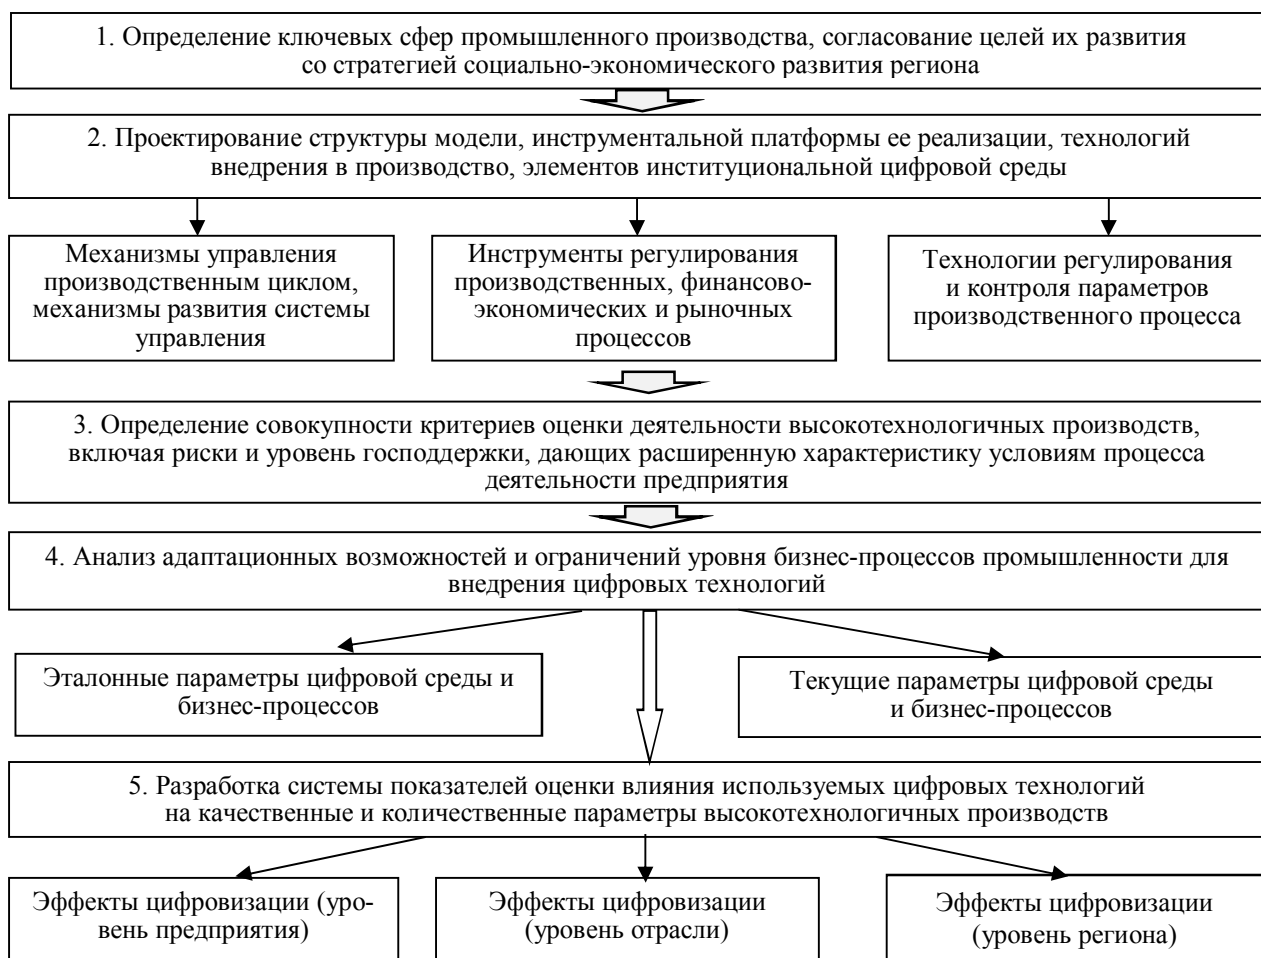 1. Определение ключевых сфер промышленного производства, согласование целей их развития
со стратегией социально-экономического развития региона
2. Проектирование структуры модели, инструментальной платформы ее реализации, технологий
внедрения в производство, элементов институциональной цифровой среды
Механизмы управления
производственным циклом,
механизмы развития системы
управления
Инструменты регулирования
производственных, финансово-
экономических и рыночных
процессов
Технологии регулирования
и контроля параметров
производственного процесса
3. Определение совокупности критериев оценки деятельности высокотехнологичных производств,
включая риски и уровень господдержки, дающих расширенную характеристику условиям процесса
деятельности предприятия
4. Анализ адаптационных возможностей и ограничений уровня бизнес-процессов промышленности для
внедрения цифровых технологий
Эталонные параметры цифровой среды и
бизнес-процессов
Текущие параметры цифровой среды
и бизнес-процессов
5. Разработка системы показателей оценки влияния используемых цифровых технологий
на качественные и количественные параметры высокотехнологичных производств
Эффекты цифровизации (уро-
вень предприятия)
Эффекты цифровизации
(уровень отрасли)
Эффекты цифровизации
(уровень региона)